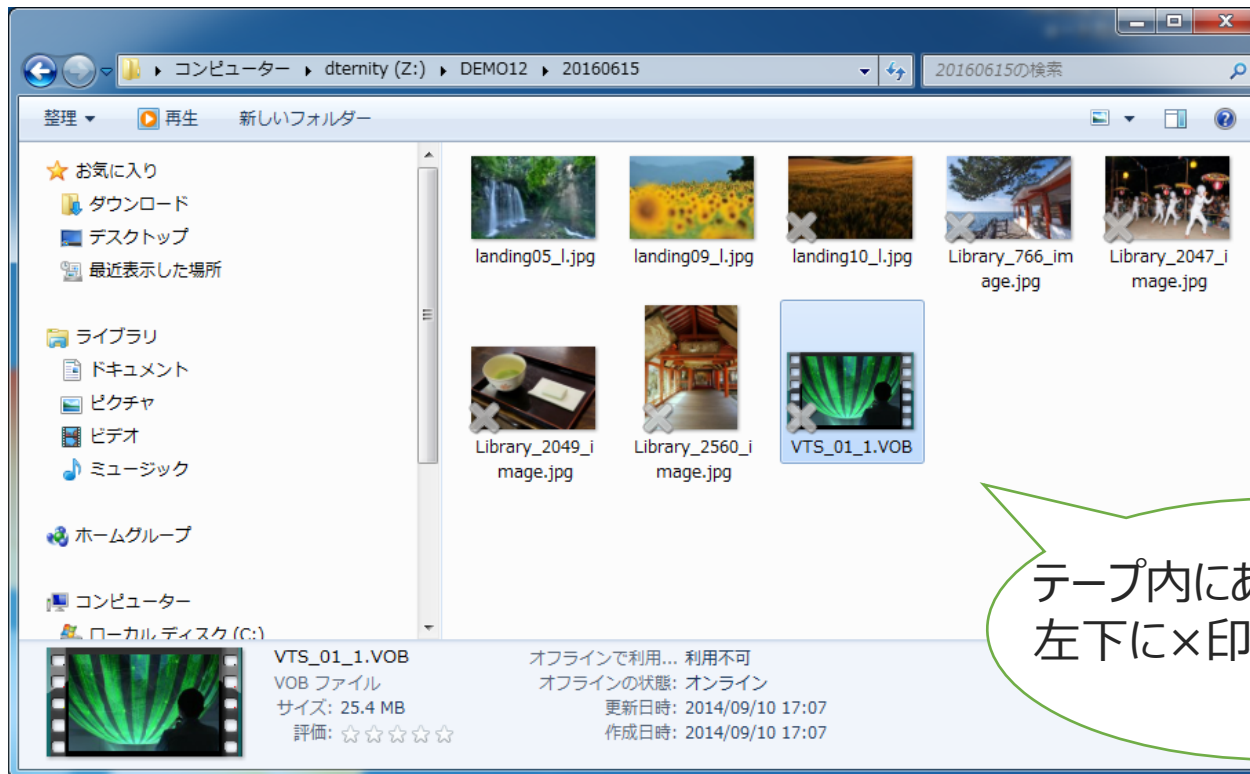 コンピューター ▸ dternity (Z:) ▸ DEMO12 ▸ 20160615
20160615の検索
整理 ▼ 再生 新しいフォルダー
お気に入り
ダウンロード
デスクトップ
最近表示した場所
ライブラリ
ドキュメント
ピクチャ
ビデオ
ミュージック
ホームグループ
コンピューター
ローカル ディスク (C:)
landing05_l.jpg
landing09_l.jpg
landing10_l.jpg
Library_766_im
age.jpg
Library_2047_i
mage.jpg
Library_2049_i
mage.jpg
Library_2560_i
mage.jpg
VTS_01_1.VOB
テープ内にあ
左下に×印
VTS_01_1.VOB
VOB ファイル
サイズ: 25.4 MB
評価: ☆☆☆☆☆
オフラインで利用... 利用不可
オフラインの状態: オンライン
更新日時: 2014/09/10 17:07
作成日時: 2014/09/10 17:07